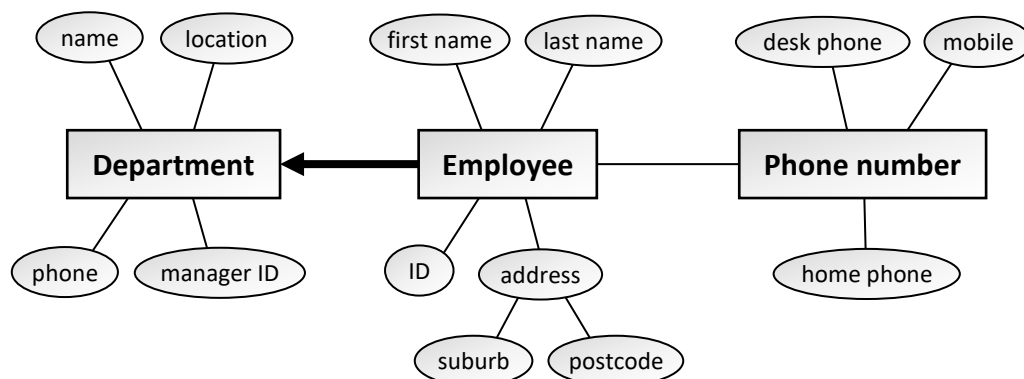 name
location
first name
last name
desk phone
mobile
Department
Employee
Phone number
phone
manager ID
ID
address
home phone
suburb
postcode